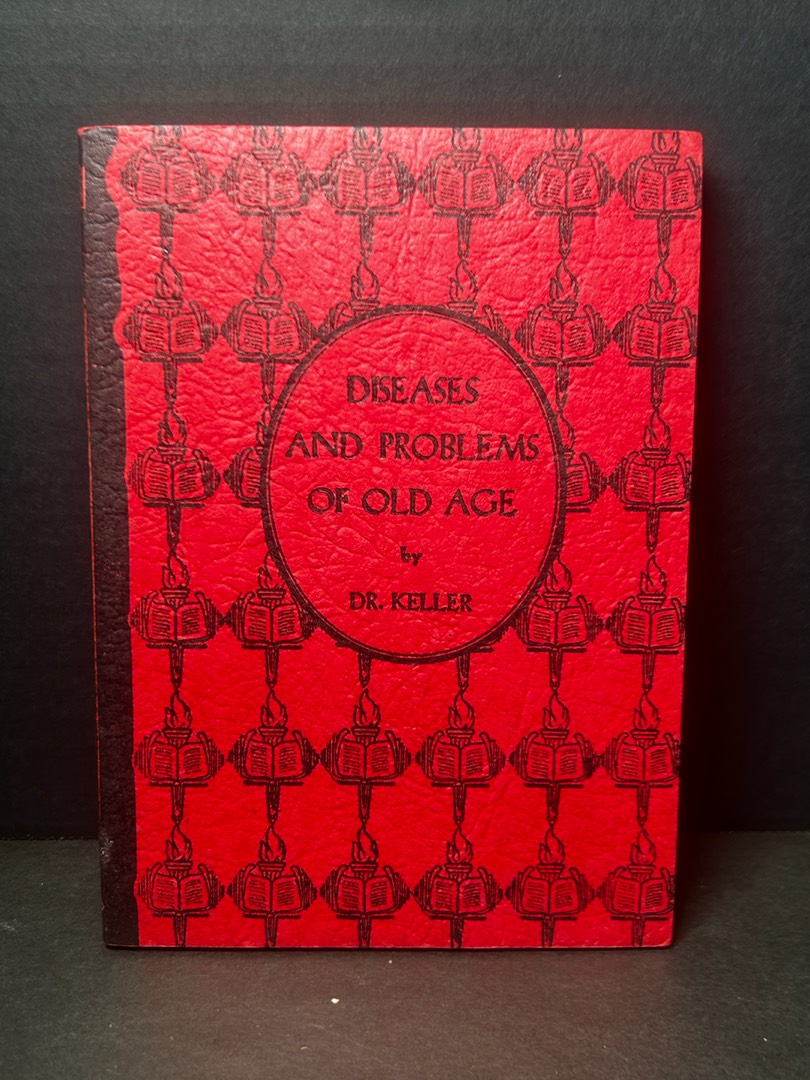 DISEASES
AND PROBLEMS
OF OLD AGE
by
DR. KELLER